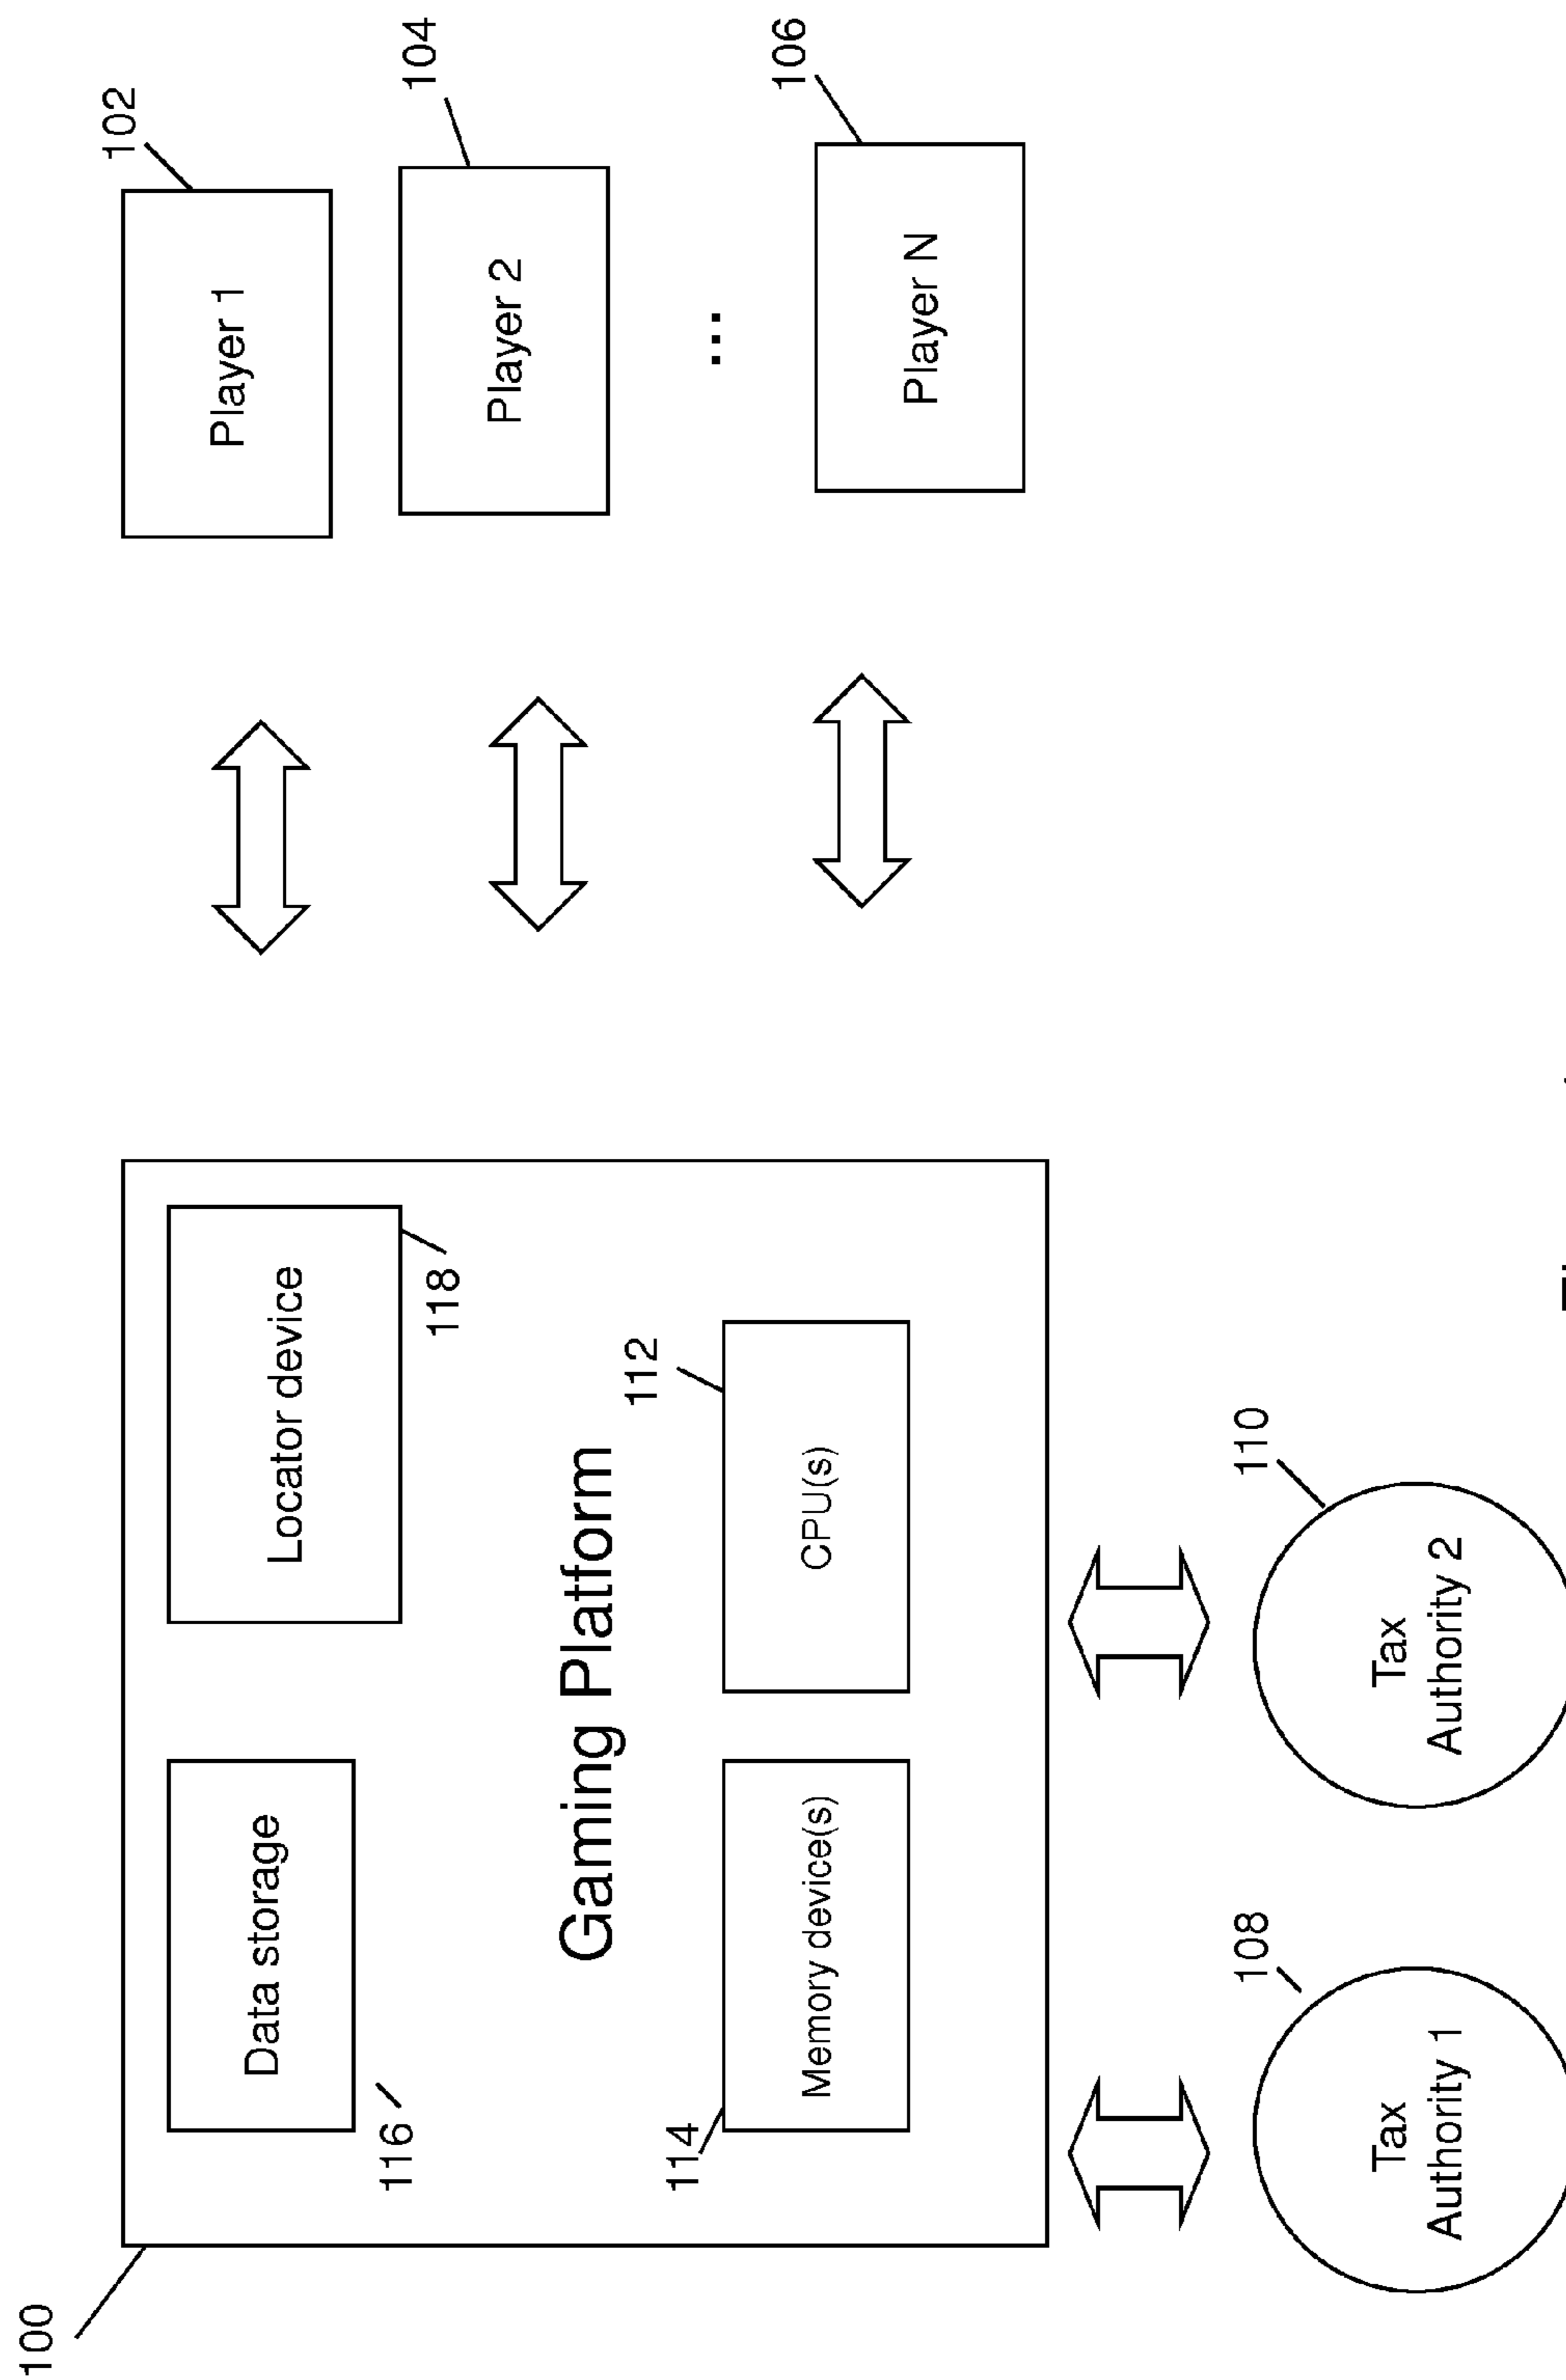 100
Data storage
116
Locator device
118
Gaming Platform
114
Memory device(s)
112
CPU(s)
102
Player 1
104
Player 2
...
106
Player N
108
Tax
Authority 1
110
Tax
Authority 2